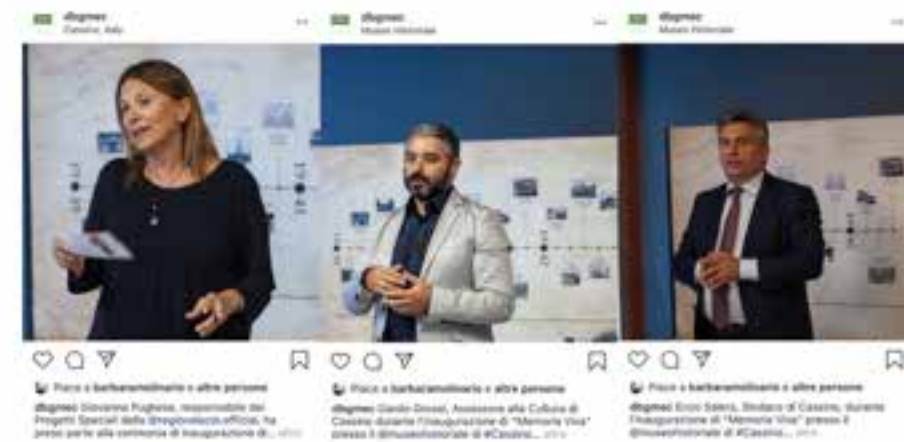 dbgmec
Cassino, Italy
Piace a barbaramolinario e altre persone
dbgmec Giovanna Pugliese, responsabile dei
Progetti Speciali della @regionelazio.official, ha
preso parte alla cerimonia di inaugurazione di... altro
dbgmec
Museo Historiale
Piace a barbaramolinario e altre persone
dbgmec Danilo Grossi, Assessore alla Cultura di
Cassino durante l'inaugurazione di "Memoria Viva"
presso il @museohistoriale di #Cassino... altro
dbgmec
Museo Historiale
Piace a barbaramolinario e altre persone
dbgmec Enzo Salera, Sindaco di Cassino, durante
l'inaugurazione di "Memoria Viva" presso il
@museohistoriale di #Cassino... altro